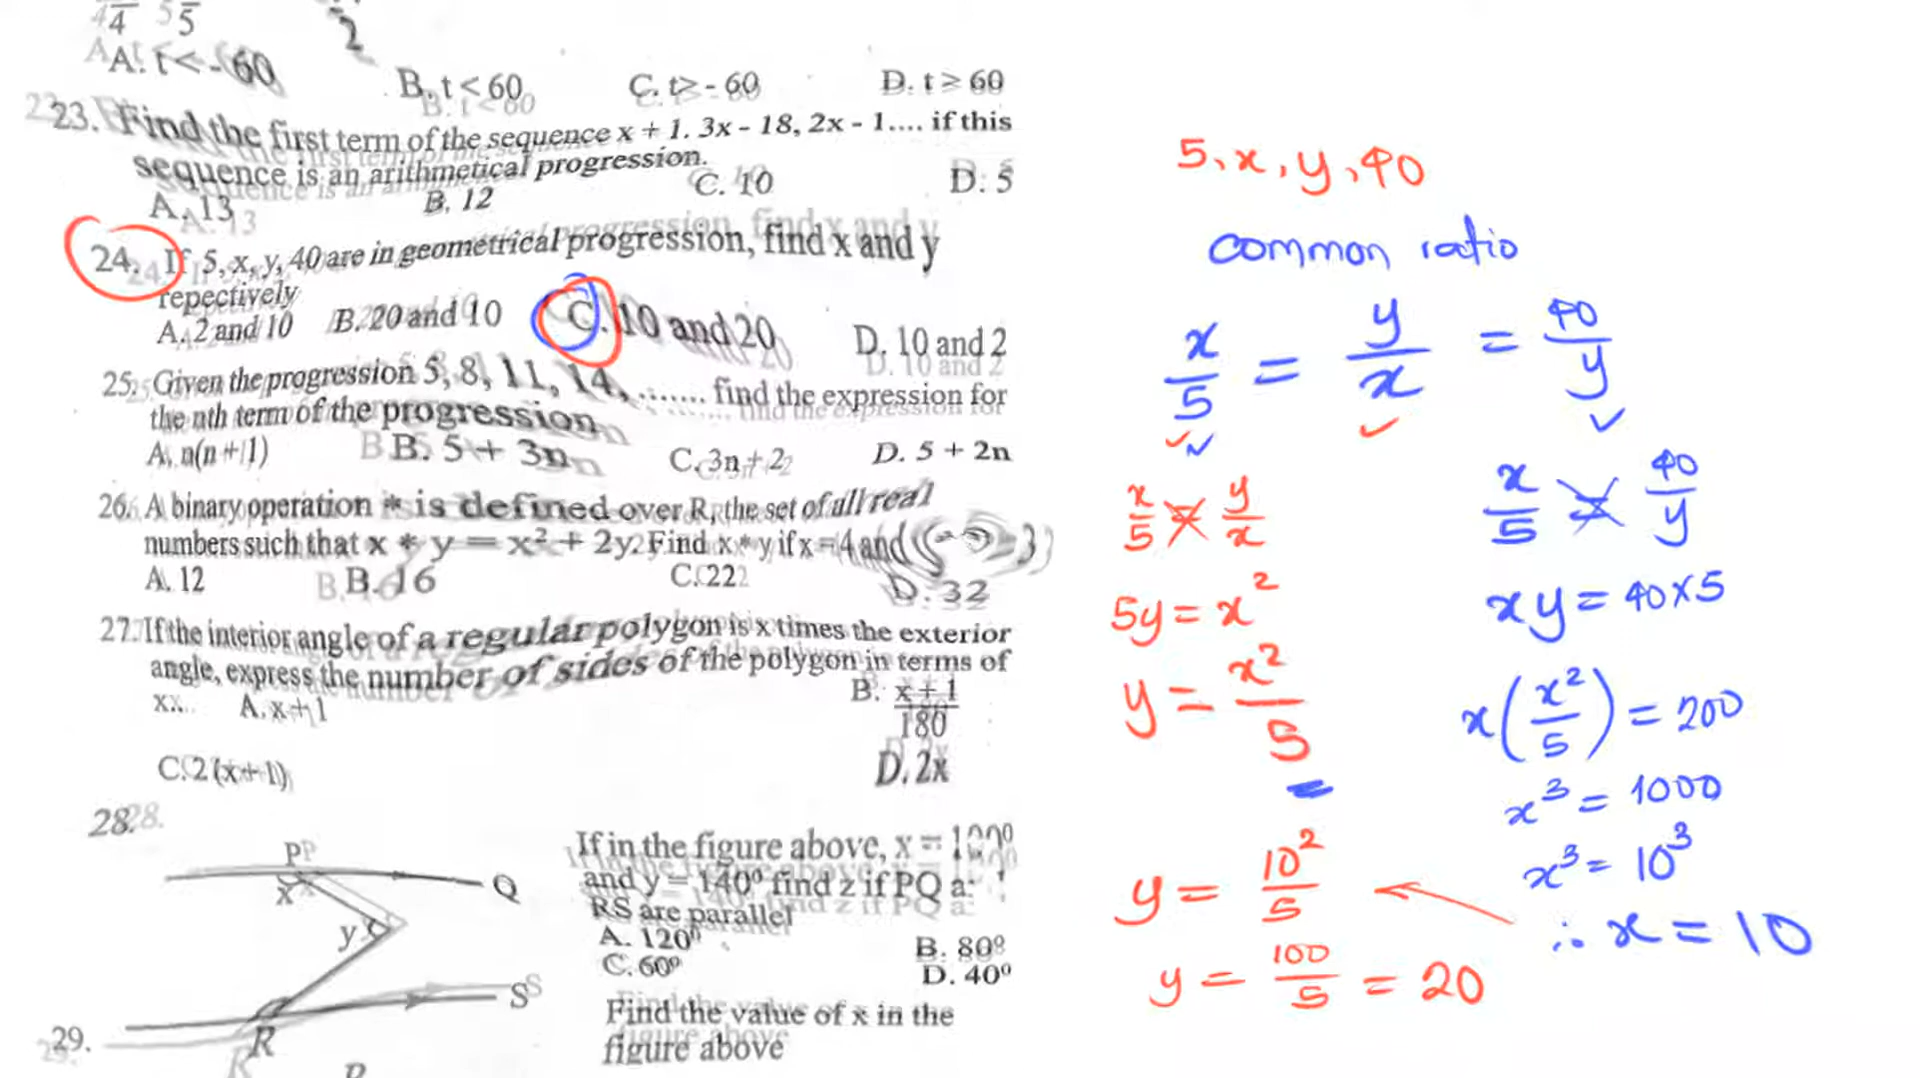 A. t < - 60
B. t < 60
C. t > - 60
D. t > 60
23. Find the first term of the sequence x + 1. 3x - 18, 2x - 1.... if this
sequence is an arithmetical progression.
A. 13
B. 12
C. 10
D. 5
24. If 5, x, y, 40 are in geometrical progression, find x and y
repectively
A. 2 and 10
B. 20 and 10
C. 10 and 20
D. 10 and 2
25. Given the progression 5, 8, 11, 14, ....... find the expression for
the nth term of the progression
A. n(n + 1)
B. 5 + 3n
C. 3n + 2
D. 5 + 2n
26. A binary operation * is defined over R, the set of all real
numbers such that x * y = x² + 2y. Find x * y if x = 4 and
A. 12
B. 16
C. 22
D. 32
27. If the interior angle of a regular polygon is x times the exterior
angle, express the number of sides of the polygon in terms of
x.
A. x + 1
B. x + 1
180
C. 2(x + 1)
D. 2x
28.
P
x
Q
y
S
R
If in the figure above, x = 100⁰
and y = 140⁰ find z if PQ
RS are parallel
A. 120⁰
B. 80⁰
C. 60⁰
D. 40⁰
29.
Find the value of x in the
figure above
5, x, y, 40
common ratio
x/5 = y/x = 40/y
x/5 = y/x
5y = x²
y = x²/5
y = 10²/5
y = 100/5 = 20
x/5 = 40/y
xy = 40×5
x(x²/5) = 200
x³ = 1000
x³ = 10³
∴ x = 10